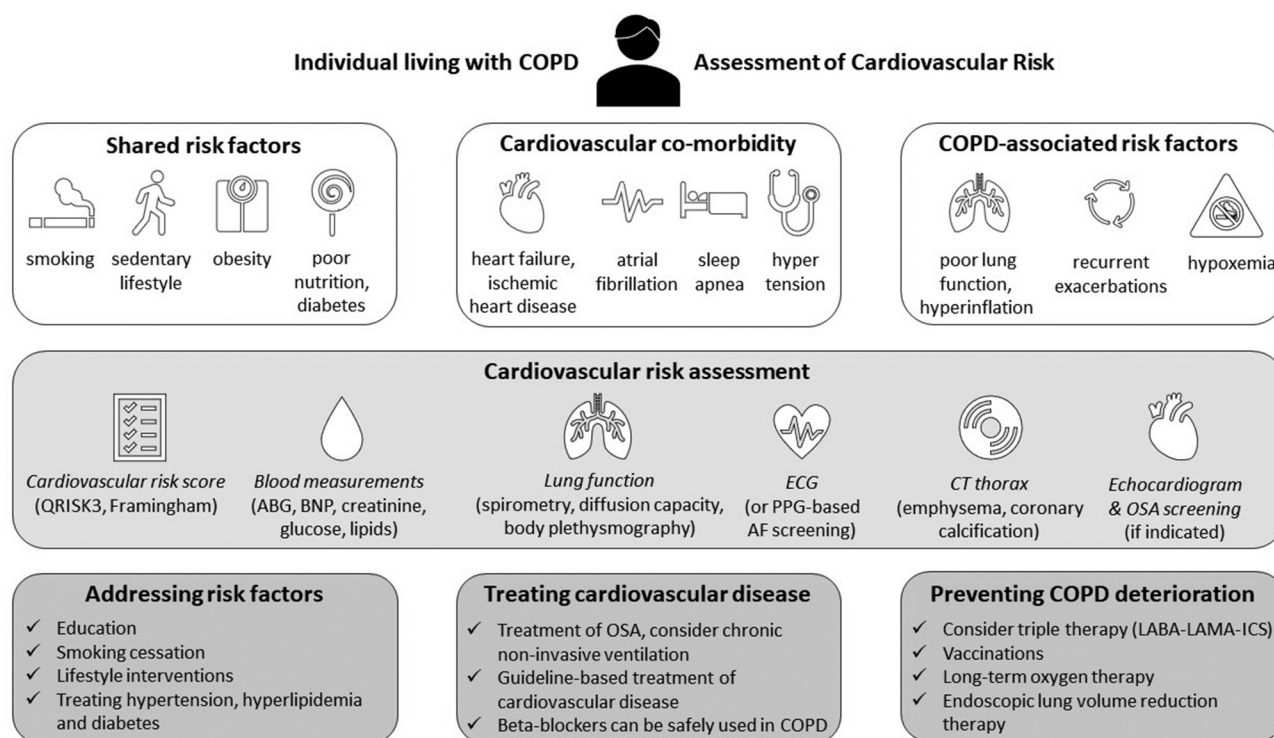 Individual living with COPD
Assessment of Cardiovascular Risk
Shared risk factors
smoking
sedentary
lifestyle
obesity
poor
nutrition,
diabetes
Cardiovascular co-morbidity
heart failure,
ischemic
heart disease
atrial
fibrillation
sleep
apnea
hyper
tension
COPD-associated risk factors
poor lung
function,
hyperinflation
recurrent
exacerbations
hypoxemia
Cardiovascular risk assessment
Cardiovascular risk score
(QRISK3, Framingham)
Blood measurements
(ABG, BNP, creatinine,
glucose, lipids)
Lung function
(spirometry, diffusion capacity,
body plethysmography)
ECG
(or PPG-based
AF screening)
CT thorax
(emphysema, coronary
calcification)
Echocardiogram
& OSA screening
(if indicated)
Addressing risk factors
✓ Education
✓ Smoking cessation
✓ Lifestyle interventions
✓ Treating hypertension, hyperlipidemia
and diabetes
Treating cardiovascular disease
✓ Treatment of OSA, consider chronic
non-invasive ventilation
✓ Guideline-based treatment of
cardiovascular disease
✓ Beta-blockers can be safely used in COPD
Preventing COPD deterioration
✓ Consider triple therapy (LABA-LAMA-ICS)
✓ Vaccinations
✓ Long-term oxygen therapy
✓ Endoscopic lung volume reduction
therapy